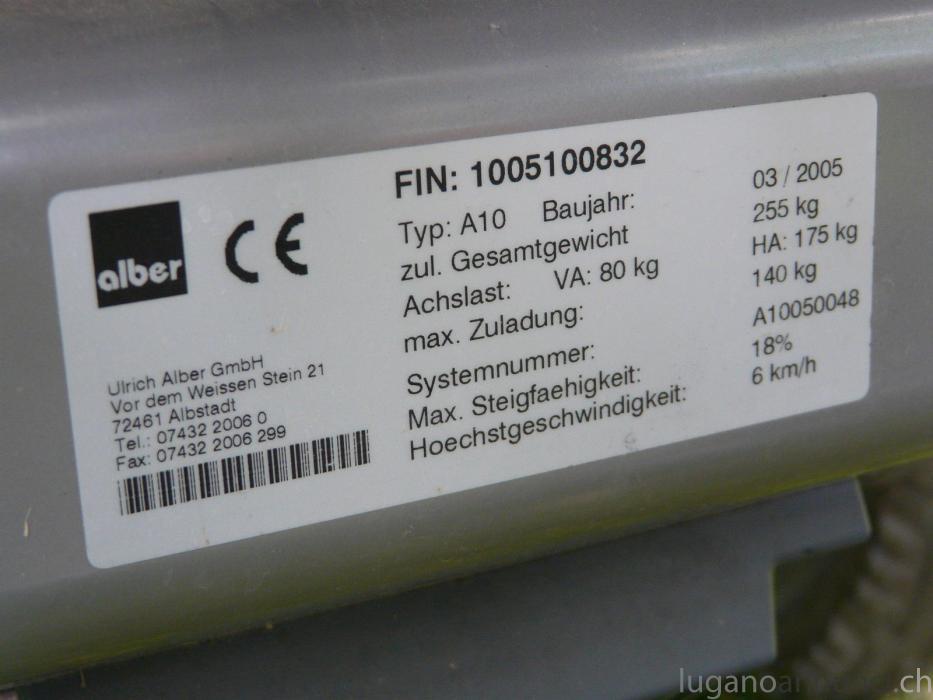 alber
CE
FIN: 1005100832
Typ: A10 Baujahr: 03 / 2005
zul. Gesamtgewicht 255 kg
Achslast: VA: 80 kg HA: 175 kg
max. Zuladung: 140 kg
Systemnummer: A10050048
Max. Steigfaehigkeit: 18%
Hoechstgeschwindigkeit: 6 km/h
Ulrich Alber GmbH
Vor dem Weissen Stein 21
72461 Albstadt
Tel.: 07432 2006 0
Fax: 07432 2006 299